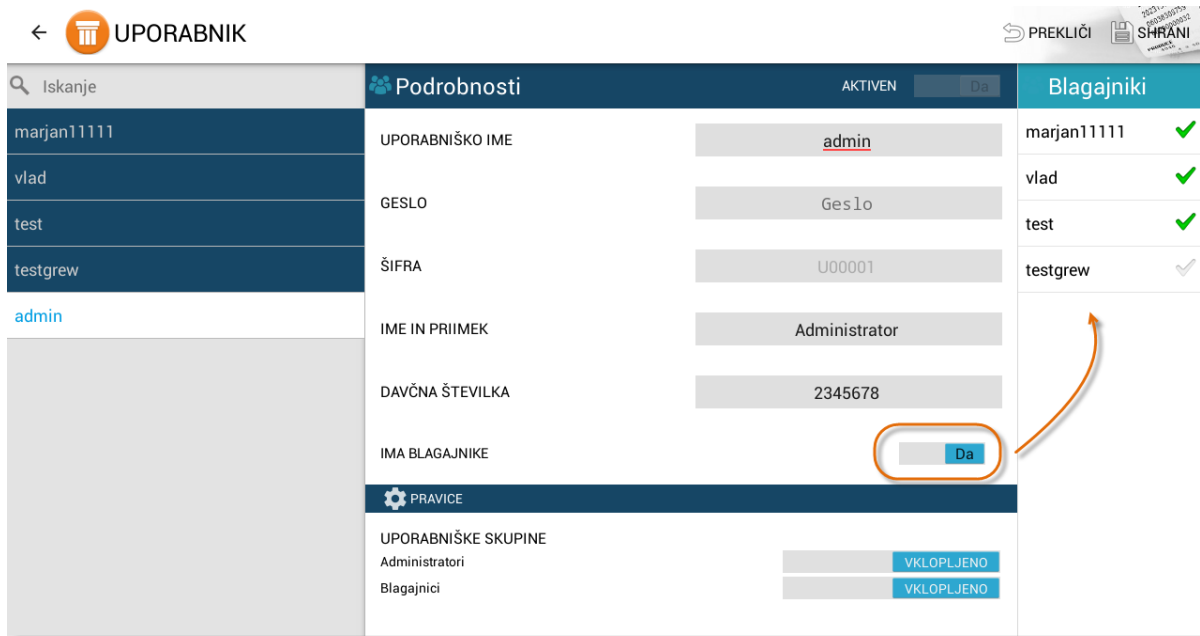 UPORABNIK
PREKLIČI
SHRANI
Iskanje
marjan11111
vlad
test
testgrew
admin
Podrobnosti
AKTIVEN Da
UPORABNIŠKO IME admin
GESLO Geslo
ŠIFRA U00001
IME IN PRIIMEK Administrator
DAVČNA ŠTEVILKA 2345678
IMA BLAGAJNIKE Da
PRAVICE
UPORABNIŠKE SKUPINE
Administratori VKLOPLJENO
Blagajnici VKLOPLJENO
Blagajniki
marjan11111
vlad
test
testgrew